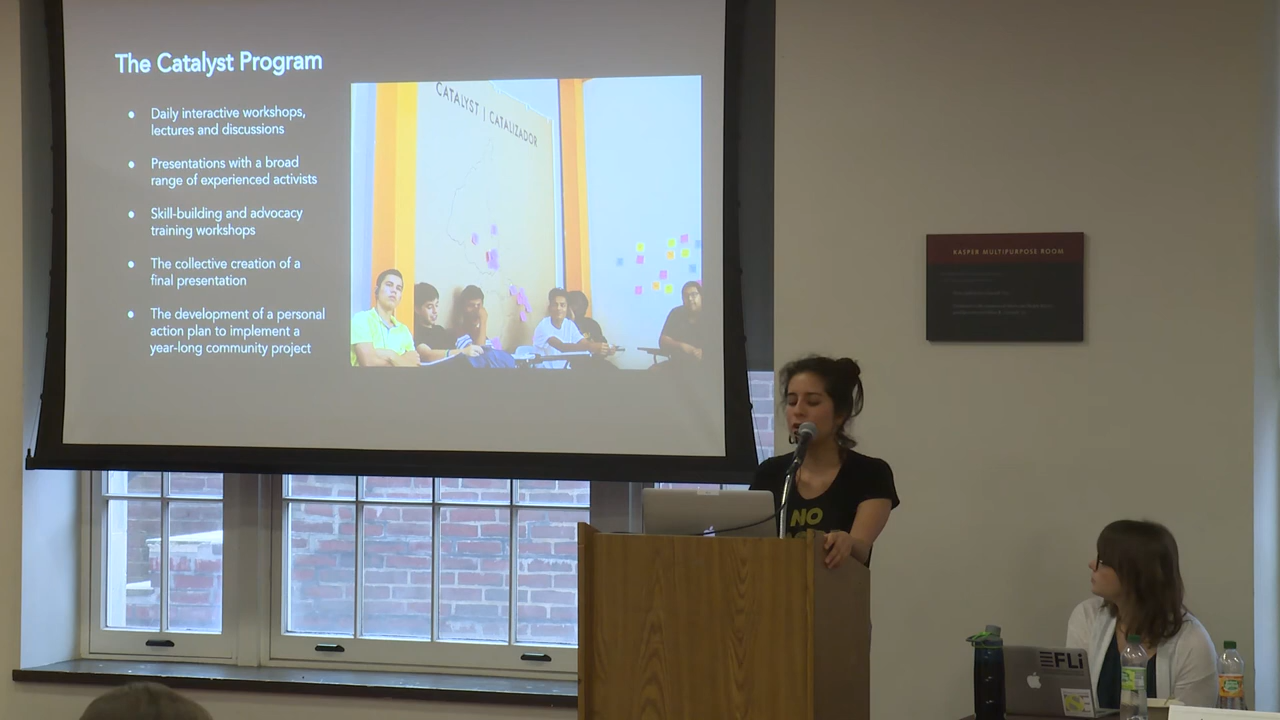 The Catalyst Program
● Daily interactive workshops,
lectures and discussions
● Presentations with a broad
range of experienced activists
● Skill-building and advocacy
training workshops
● The collective creation of a
final presentation
● The development of a personal
action plan to implement a
year-long community project
CATALYST | CATALIZADOR
KASPER MULTIPURPOSE ROOM
NO
FLi